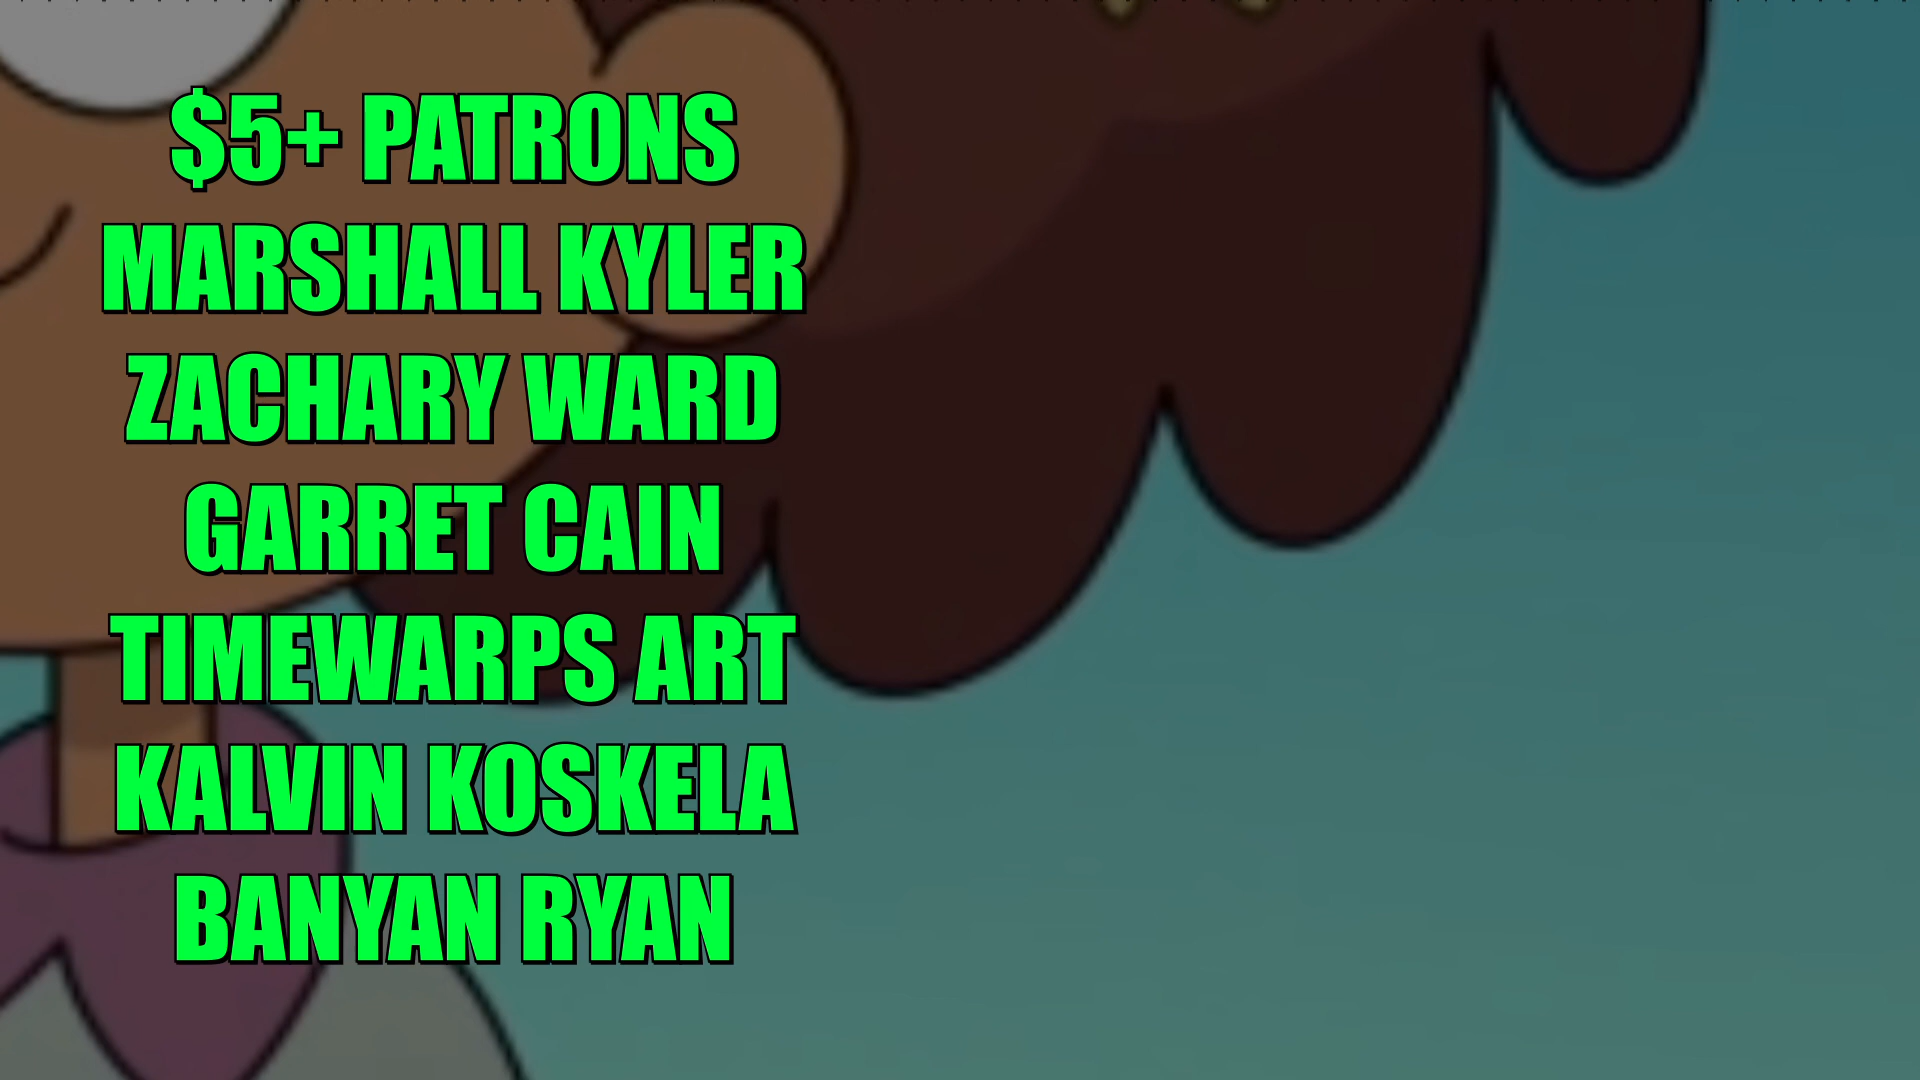 $5+ PATRONS
MARSHALL KYLER
ZACHARY WARD
GARRET CAIN
TIMEWARPS ART
KALVIN KOSKELA
BANYAN RYAN